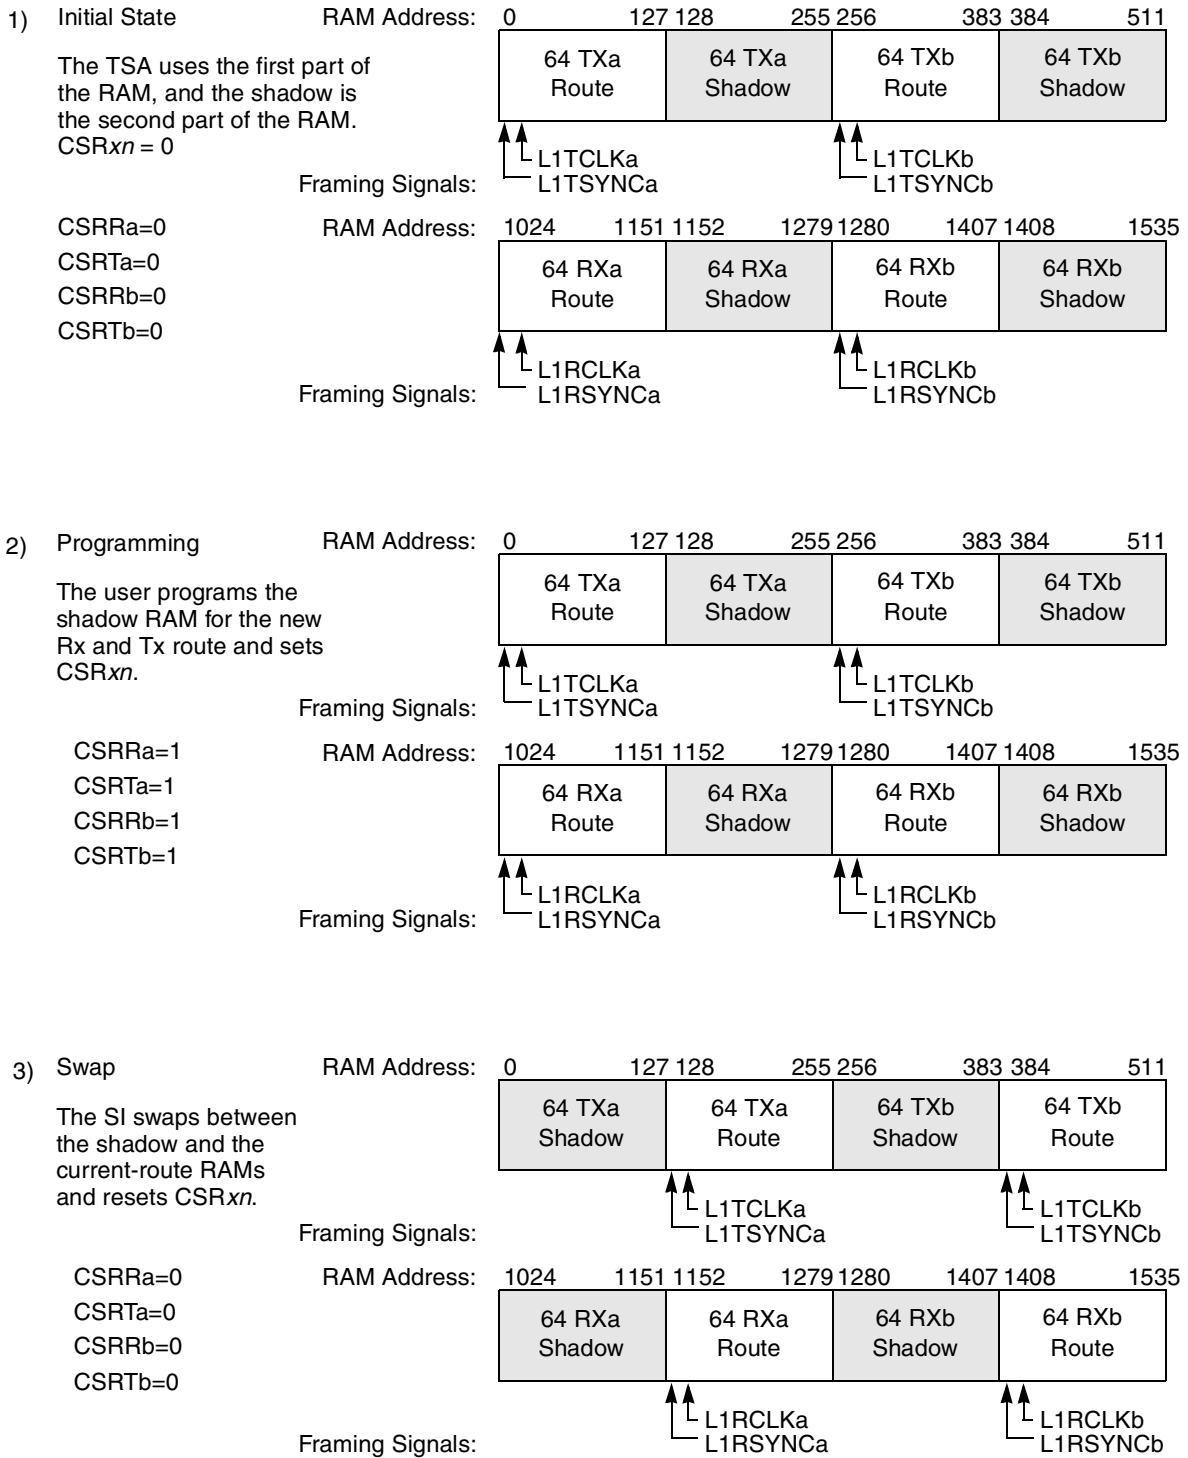 1) Initial State RAM Address: 0 127 128 255 256 383 384 511
The TSA uses the first part of
the RAM, and the shadow is
the second part of the RAM.
CSRxn = 0
64 TXa 64 TXa 64 TXb 64 TXb
Route Shadow Route Shadow
L1TCLKa L1TCLKb
Framing Signals: L1TSYNCa L1TSYNCb
CSRRa=0 RAM Address: 1024 1151 1152 1279 1280 1407 1408 1535
CSRTa=0
CSRRb=0
CSRTb=0
64 RXa 64 RXa 64 RXb 64 RXb
Route Shadow Route Shadow
L1RCLKa L1RCLKb
Framing Signals: L1RSYNCa L1RSYNCb
2) Programming RAM Address: 0 127 128 255 256 383 384 511
The user programs the
shadow RAM for the new
Rx and Tx route and sets
CSRxn.
64 TXa 64 TXa 64 TXb 64 TXb
Route Shadow Route Shadow
L1TCLKa L1TCLKb
Framing Signals: L1TSYNCa L1TSYNCb
CSRRa=1 RAM Address: 1024 1151 1152 1279 1280 1407 1408 1535
CSRTa=1
CSRRb=1
CSRTb=1
64 RXa 64 RXa 64 RXb 64 RXb
Route Shadow Route Shadow
L1RCLKa L1RCLKb
Framing Signals: L1RSYNCa L1RSYNCb
3) Swap RAM Address: 0 127 128 255 256 383 384 511
The SI swaps between
the shadow and the
current-route RAMs
and resets CSRxn.
64 TXa 64 TXa 64 TXb 64 TXb
Shadow Route Shadow Route
L1TCLKa L1TCLKb
Framing Signals: L1TSYNCa L1TSYNCb
CSRRa=0 RAM Address: 1024 1151 1152 1279 1280 1407 1408 1535
CSRTa=0
CSRRb=0
CSRTb=0
64 RXa 64 RXa 64 RXb 64 RXb
Shadow Route Shadow Route
L1RCLKa L1RCLKb
Framing Signals: L1RSYNCa L1RSYNCb